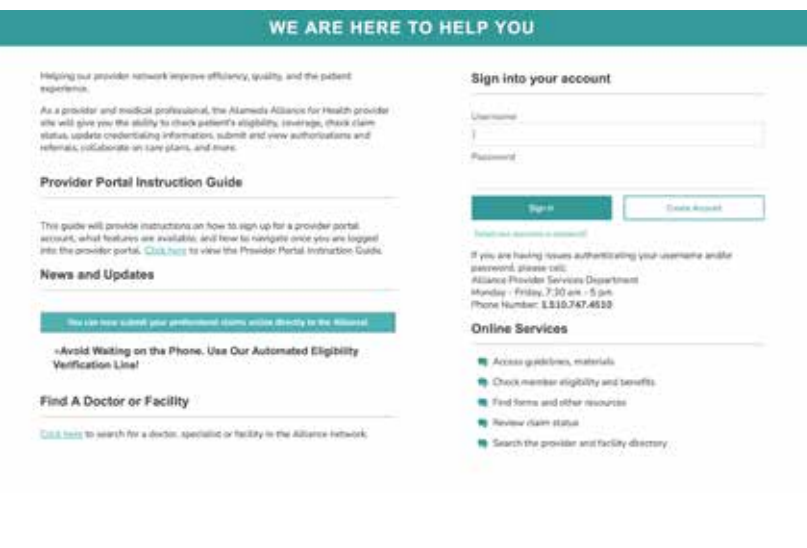 WE ARE HERE TO HELP YOU
Helping our provider network improve efficiency, quality, and the patient
experience.
As a provider and medical professional, the Alameda Alliance for Health provider
site will give you the ability to check patient's eligibility, coverage, check claim
status, update credentialing information, submit and view authorizations and
referrals, collaborate on care plans, and more.
Provider Portal Instruction Guide
This guide will provide instructions on how to sign up for a provider portal
account, what features are available, and how to navigate once you are logged
into the provider portal. Click here to view the Provider Portal Instruction Guide.
News and Updates
You can now submit your professional claims online directly to the Alliance!
-Avoid Waiting on the Phone. Use Our Automated Eligibility
Verification Line!
Find A Doctor or Facility
Click here to search for a doctor, specialist or facility in the Alliance network.
Sign into your account
Username
Password
Sign in
Create Account
Forgot your username or password?
If you are having issues authenticating your username and/or
password, please call:
Alliance Provider Services Department
Monday - Friday, 7:30 am - 5 pm
Phone Number: 1.510.747.4510
Online Services
Access guidelines, materials
Check member eligibility and benefits
Find forms and other resources
Review claim status
Search the provider and facility directory